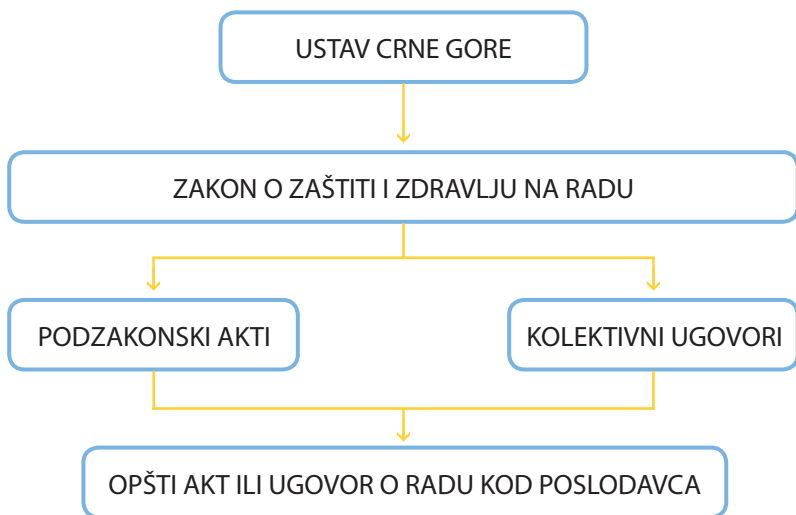 USTAV CRNE GORE
ZAKON O ZAŠTITI I ZDRAVLJU NA RADU
PODZAKONSKI AKTI
KOLEKTIVNI UGOVORI
OPŠTI AKT ILI UGOVOR O RADU KOD POSLODAVCA